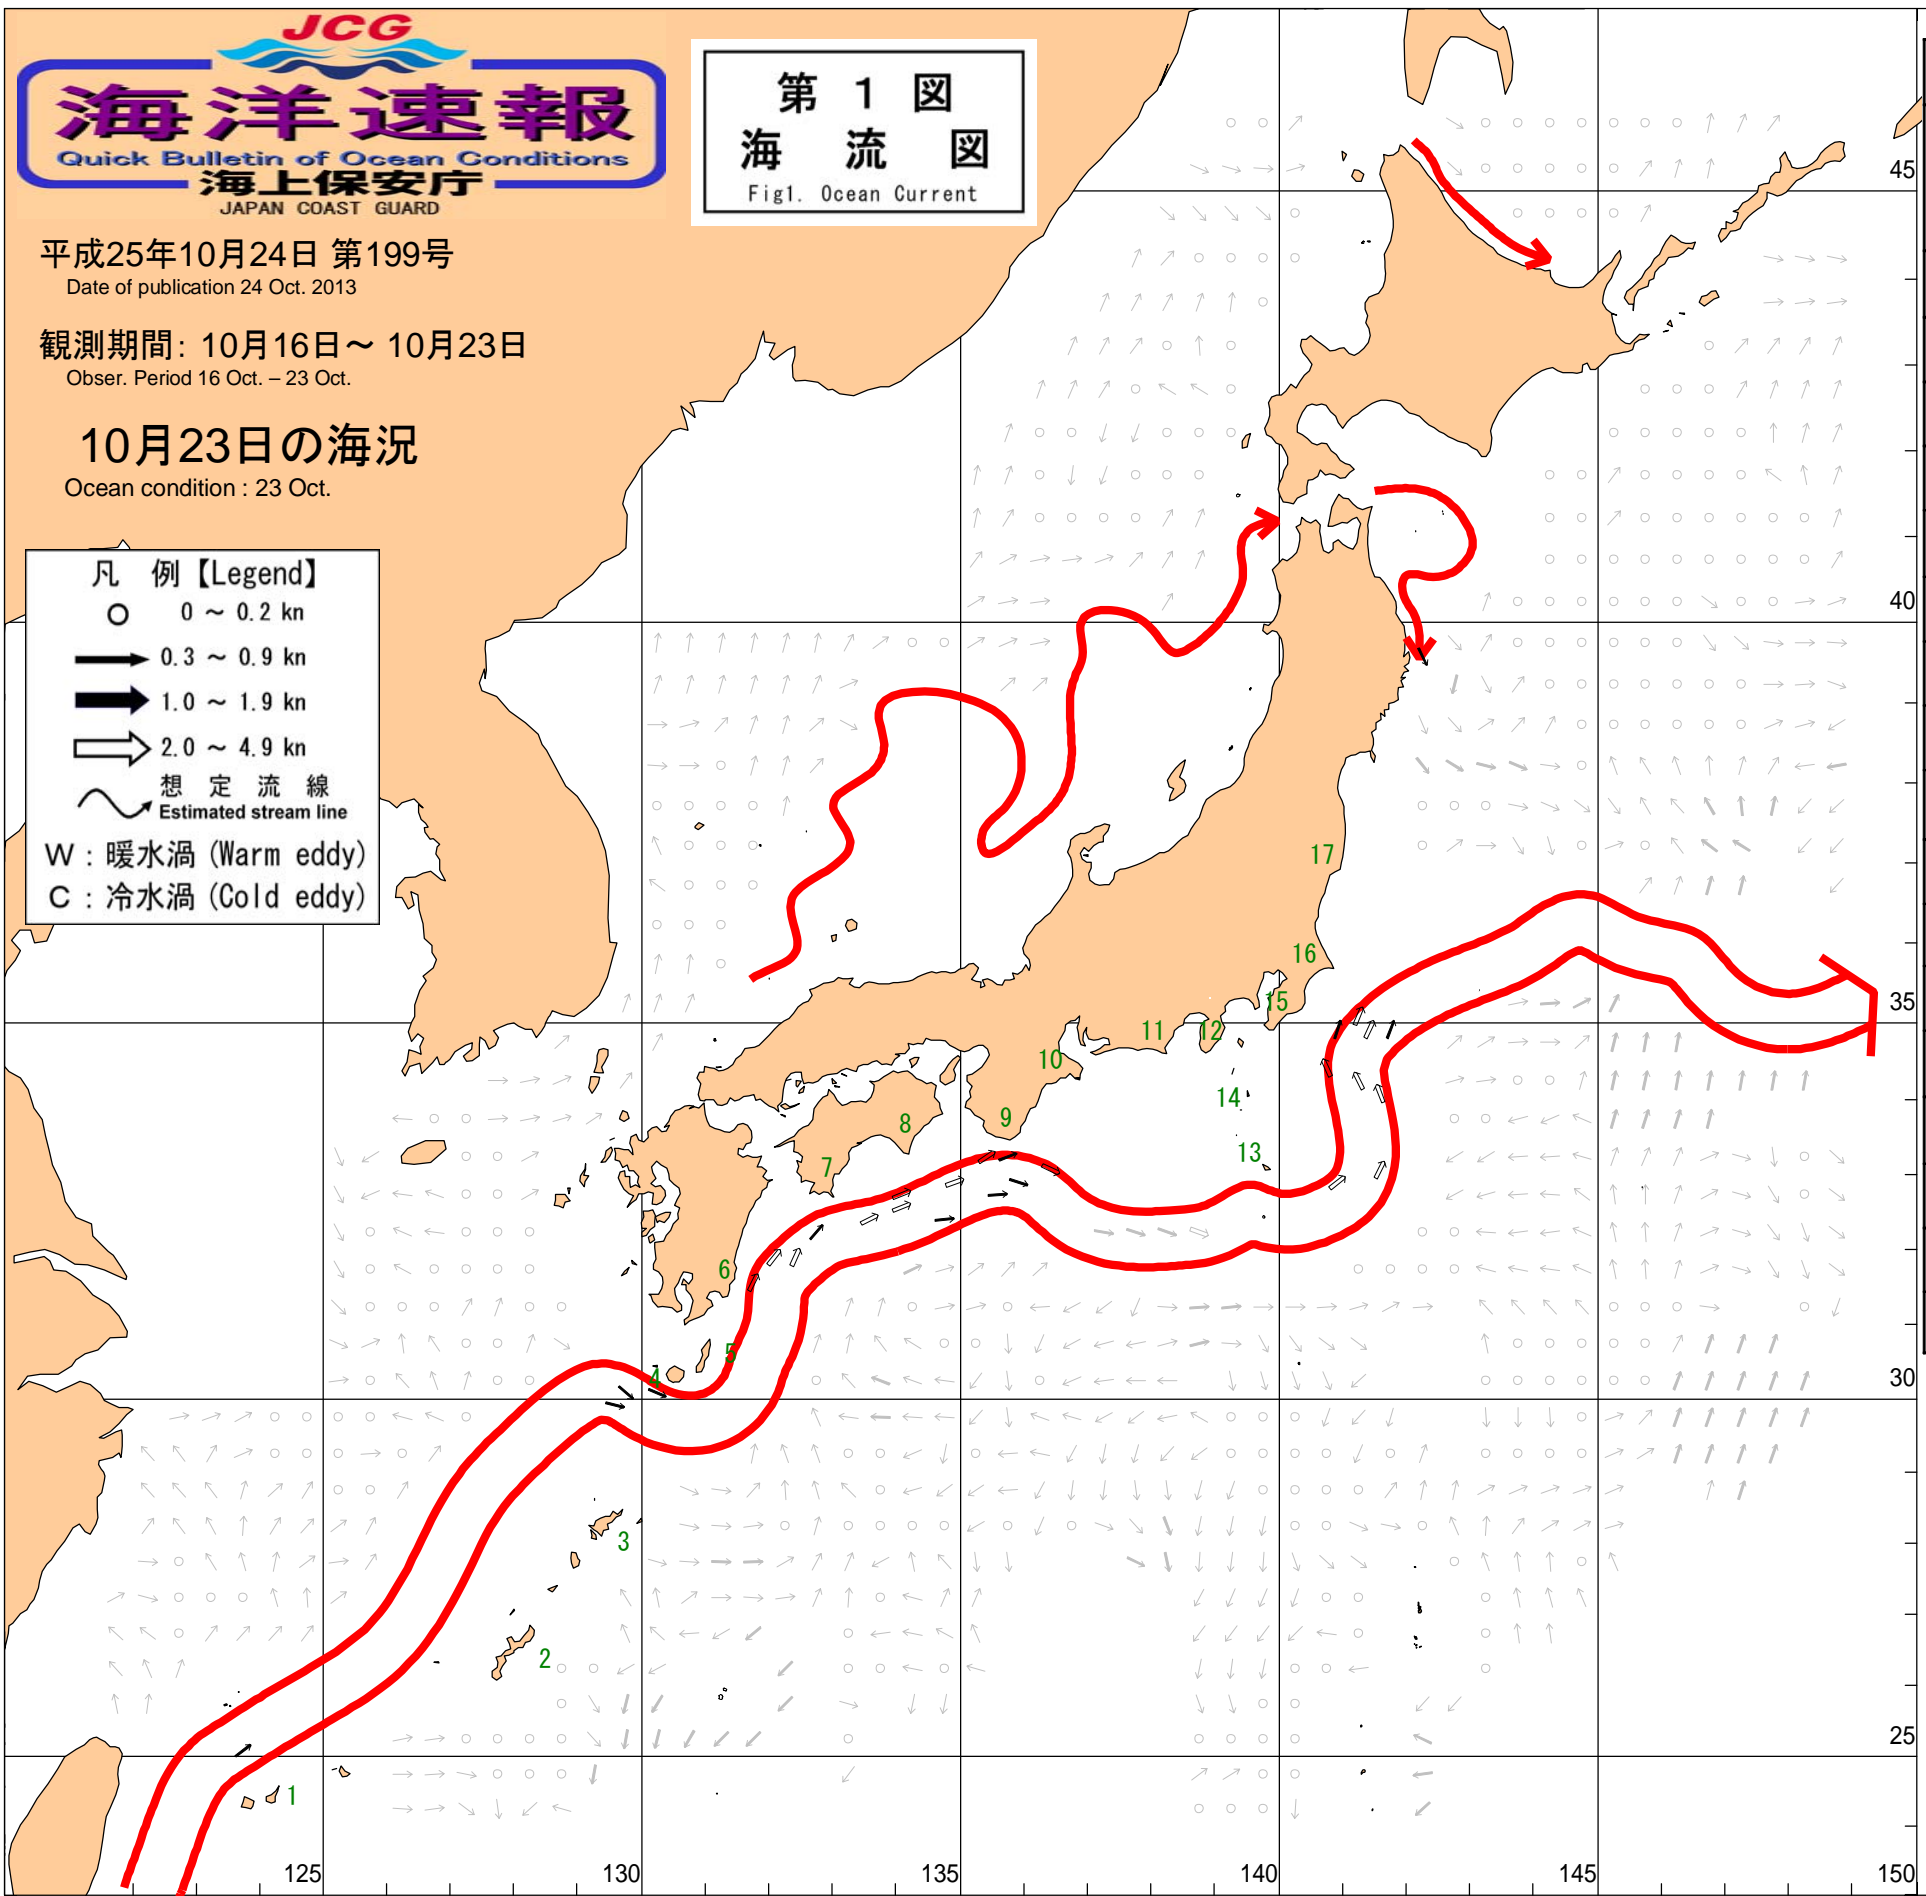 JCG
海洋速報
Quick Bulletin of Ocean Conditions
海上保安庁
JAPAN COAST GUARD
第 1 図
海 流 図
Fig1. Ocean Current
平成25年10月24日 第199号
Date of publication 24 Oct. 2013
観測期間: 10月16日～ 10月23日
Obser. Period 16 Oct. – 23 Oct.
10月23日の海況
Ocean condition : 23 Oct.
凡 例【Legend】
0 ～ 0.2 kn
0.3 ～ 0.9 kn
1.0 ～ 1.9 kn
2.0 ～ 4.9 kn
想 定 流 線
Estimated stream line
W : 暖水渦 (Warm eddy)
C : 冷水渦 (Cold eddy)
45
40
35
30
25
17
16
15
12
11
10
14
9
8
13
7
6
5
4
3
2
1
125
130
135
140
145
150